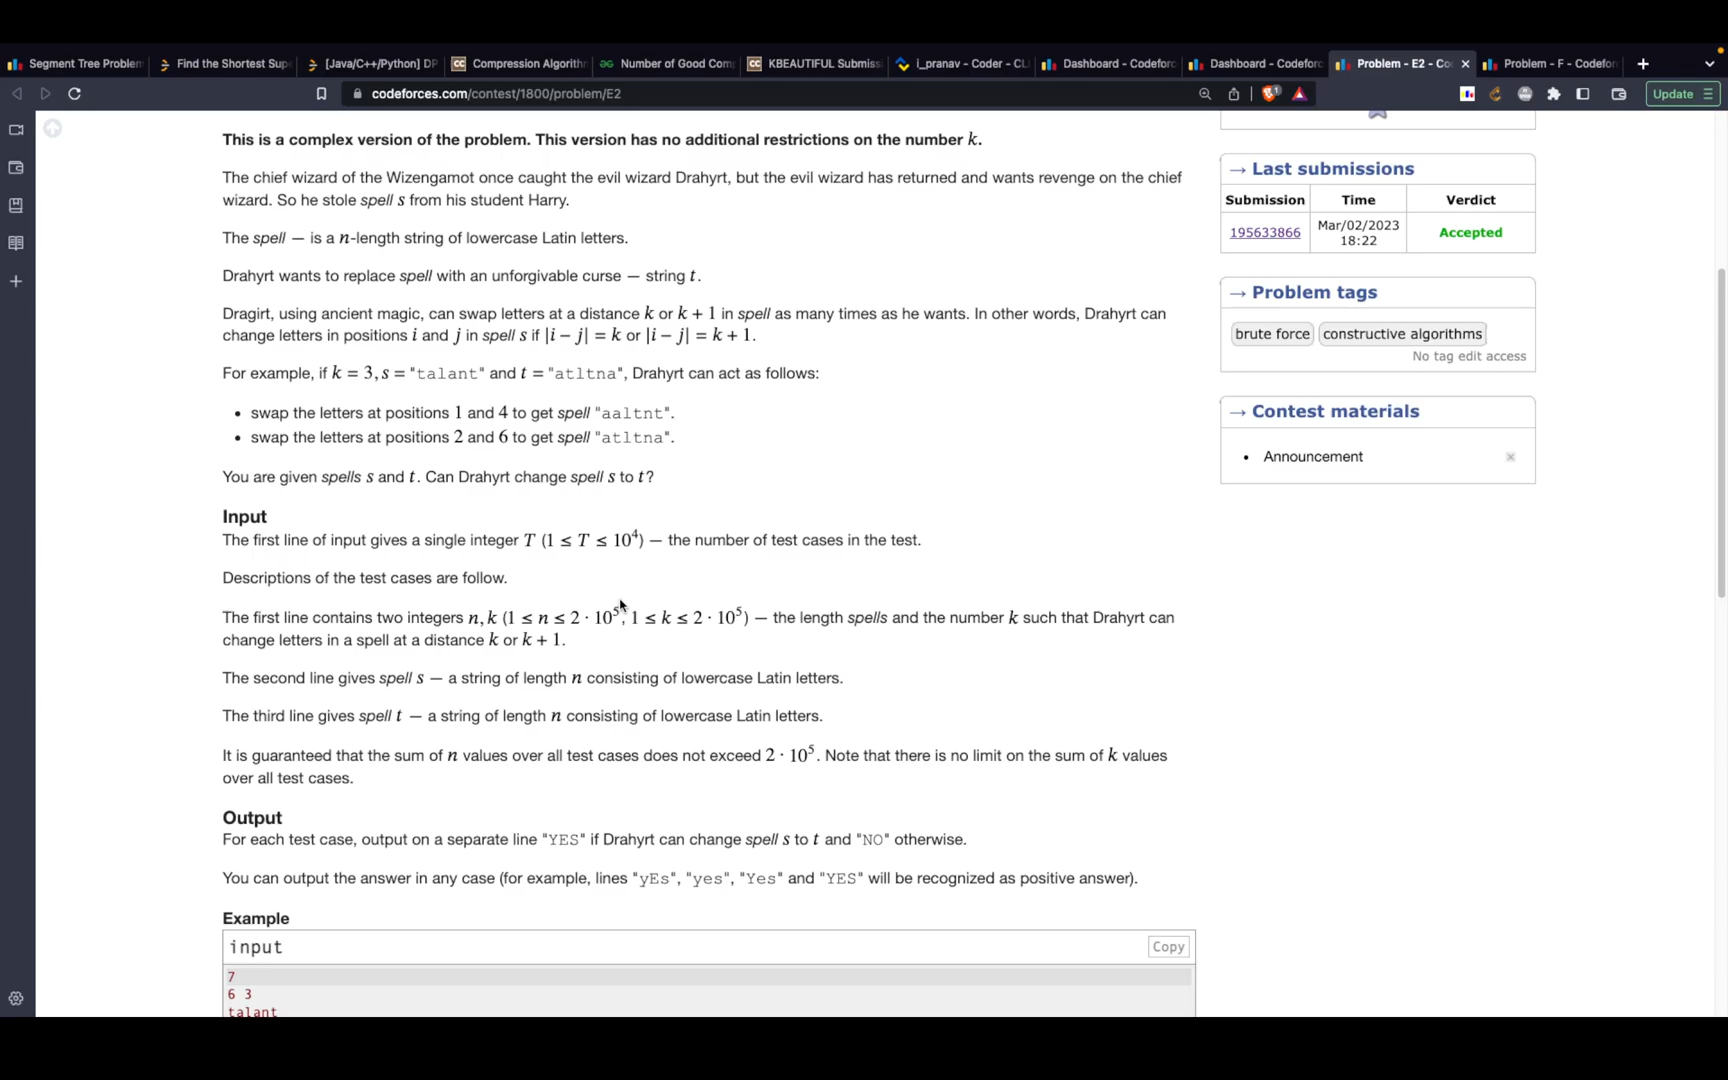 Segment Tree Problem
Find the Shortest Sup
[Java/C++/Python] DP
Compression Algorith
Number of Good Com
KBEAUTIFUL Submiss
i_pranav - Coder - CL
Dashboard - Codeforc
Dashboard - Codeforc
Problem - E2 - Co
Problem - F - Codefor
codeforces.com/contest/1800/problem/E2
Update
This is a complex version of the problem. This version has no additional restrictions on the number k.
The chief wizard of the Wizengamot once caught the evil wizard Drahyrt, but the evil wizard has returned and wants revenge on the chief
wizard. So he stole spell s from his student Harry.
The spell — is a n-length string of lowercase Latin letters.
Drahyrt wants to replace spell with an unforgivable curse — string t.
Dragirt, using ancient magic, can swap letters at a distance k or k + 1 in spell as many times as he wants. In other words, Drahyrt can
change letters in positions i and j in spell s if |i − j| = k or |i − j| = k + 1.
For example, if k = 3, s = "talant" and t = "atltna", Drahyrt can act as follows:
• swap the letters at positions 1 and 4 to get spell "aaltnt".
• swap the letters at positions 2 and 6 to get spell "atltna".
You are given spells s and t. Can Drahyrt change spell s to t?
Input
The first line of input gives a single integer T (1 ≤ T ≤ 10⁴) — the number of test cases in the test.
Descriptions of the test cases are follow.
The first line contains two integers n, k (1 ≤ n ≤ 2 · 10⁵, 1 ≤ k ≤ 2 · 10⁵) — the length spells and the number k such that Drahyrt can
change letters in a spell at a distance k or k + 1.
The second line gives spell s — a string of length n consisting of lowercase Latin letters.
The third line gives spell t — a string of length n consisting of lowercase Latin letters.
It is guaranteed that the sum of n values over all test cases does not exceed 2 · 10⁵. Note that there is no limit on the sum of k values
over all test cases.
Output
For each test case, output on a separate line "YES" if Drahyrt can change spell s to t and "NO" otherwise.
You can output the answer in any case (for example, lines "yEs", "yes", "Yes" and "YES" will be recognized as positive answer).
Example
input
Copy
7
6 3
talant
→ Last submissions
Submission Time Verdict
195633866 Mar/02/2023 18:22 Accepted
→ Problem tags
brute force constructive algorithms
No tag edit access
→ Contest materials
• Announcement